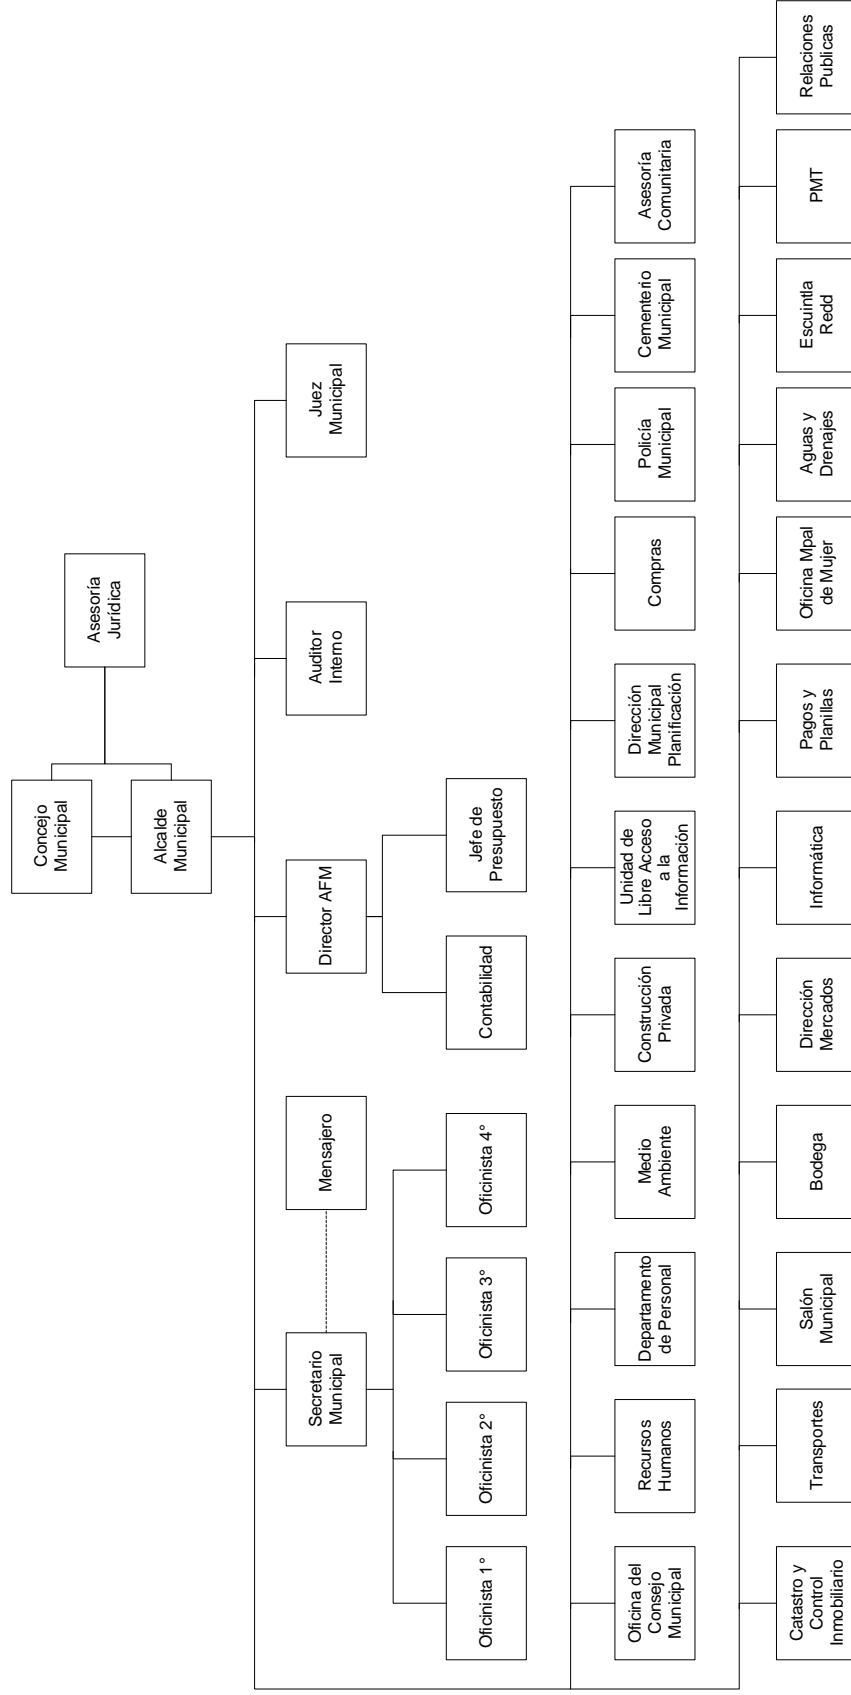 Concejo
Municipal
Asesoría
Jurídica
Alcalde
Municipal
Secretario
Municipal
Mensajero
Director AFM
Auditor
Interno
Juez
Municipal
Oficinista 1°
Oficinista 2°
Oficinista 3°
Oficinista 4°
Contabilidad
Jefe de
Presupuesto
Oficina del
Consejo
Municipal
Recursos
Humanos
Departamento
de Personal
Medio
Ambiente
Construcción
Privada
Unidad de
Libre Acceso
a la
Información
Dirección
Municipal
Planificación
Compras
Policía
Municipal
Cementerio
Municipal
Asesoría
Comunitaria
Catastro y
Control
Inmobiliario
Transportes
Salón
Municipal
Bodega
Dirección
Mercados
Informática
Pagos y
Planillas
Oficina Mpal
de Mujer
Aguas y
Drenajes
Escuintla
Redd
PMT
Relaciones
Publicas